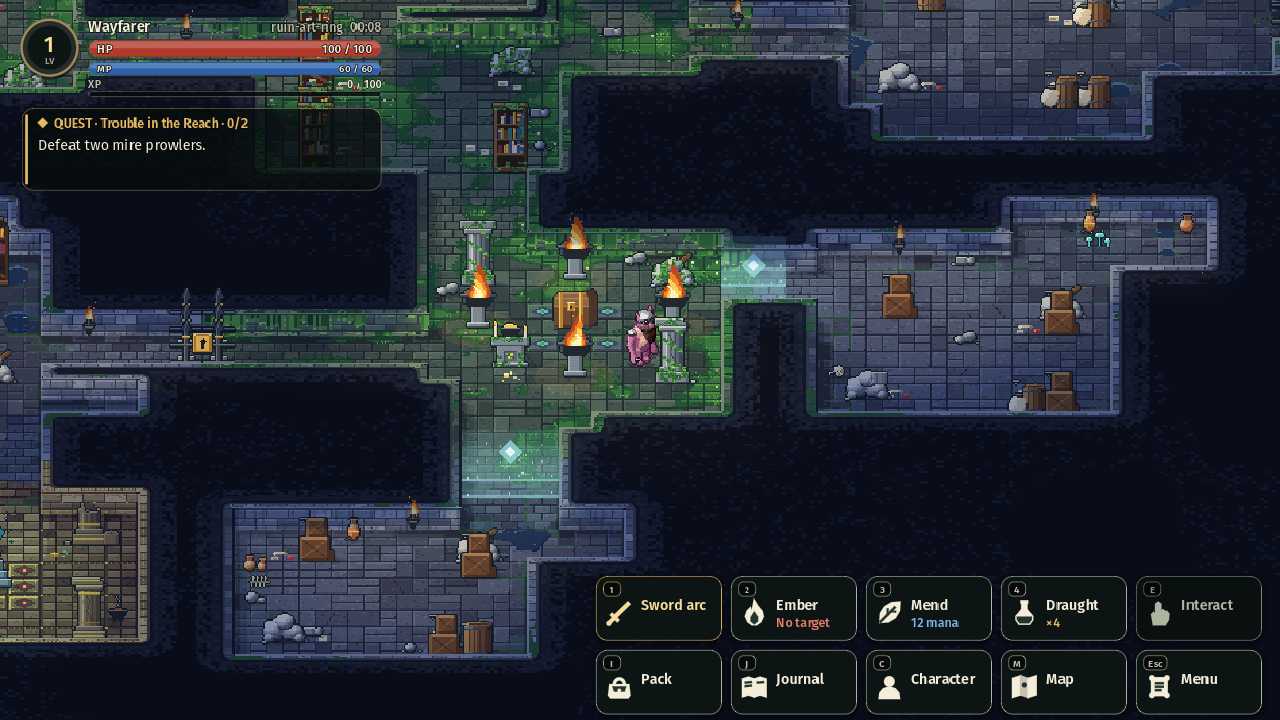 1
LV
Wayfarer
ruin-art-ring 00:08
HP 100 / 100
MP 60 / 60
XP 0 / 100
QUEST · Trouble in the Reach · 0/2
Defeat two mire prowlers.
1 Sword arc
2 Ember
No target
3 Mend
12 mana
4 Draught
×4
E Interact
I Pack
J Journal
C Character
M Map
Esc Menu